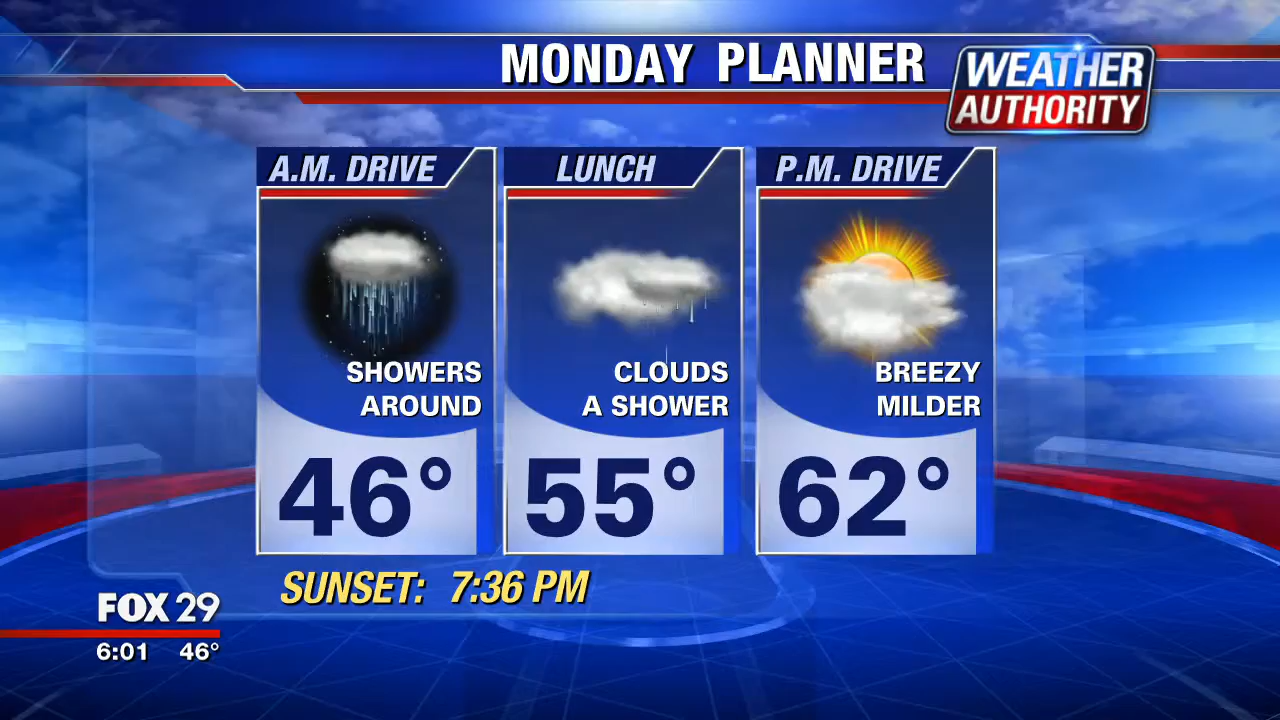 MONDAY PLANNER
WEATHER
AUTHORITY
A.M. DRIVE
SHOWERS
AROUND
46°
LUNCH
CLOUDS
A SHOWER
55°
P.M. DRIVE
BREEZY
MILDER
62°
SUNSET: 7:36 PM
FOX 29
6:01 46°